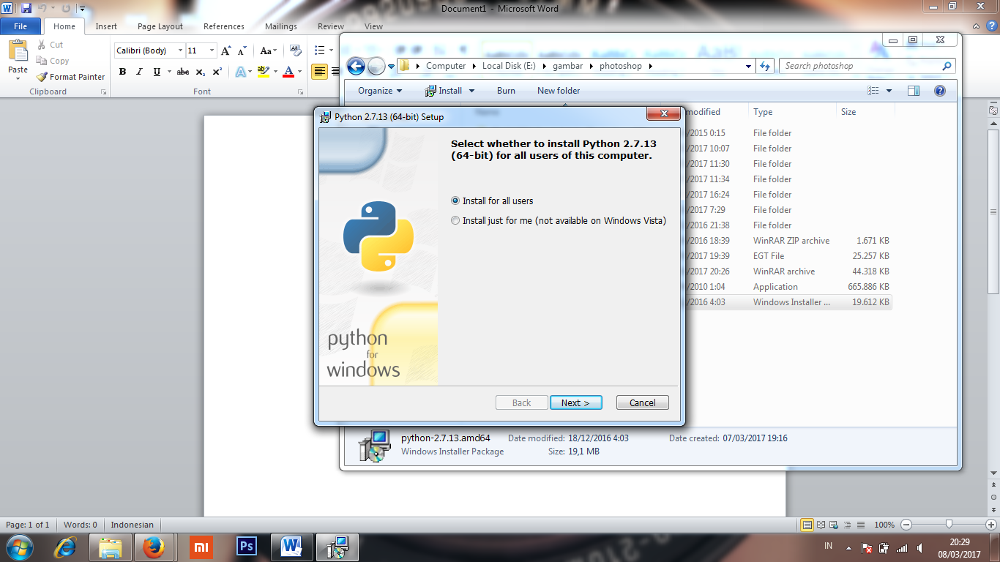 Document1 - Microsoft Word
File Home Insert Page Layout References Mailings Review View
Paste
Cut
Copy
Format Painter
Clipboard
Calibri (Body) 11
Font
Computer Local Disk (E:) gambar photoshop
Search photoshop
Organize Install Burn New folder
Type Size
/2015 0:15 File folder
/2017 10:07 File folder
/2017 11:30 File folder
/2017 11:34 File folder
/2017 16:24 File folder
/2017 7:29 File folder
/2016 21:38 File folder
/2016 18:39 WinRAR ZIP archive 1.671 KB
/2017 19:39 EGT File 25.257 KB
/2017 20:26 WinRAR archive 44.318 KB
/2010 1:04 Application 665.886 KB
/2016 4:03 Windows Installer ... 19.612 KB
Python 2.7.13 (64-bit) Setup
Select whether to install Python 2.7.13
(64-bit) for all users of this computer.
Install for all users
Install just for me (not available on Windows Vista)
python
for
windows
Back Next > Cancel
python-2.7.13.amd64 Date modified: 18/12/2016 4:03 Date created: 07/03/2017 19:16
Windows Installer Package Size: 19,1 MB
Page: 1 of 1 Words: 0 Indonesian 100%
mi Ps W IN 20:29
08/03/2017